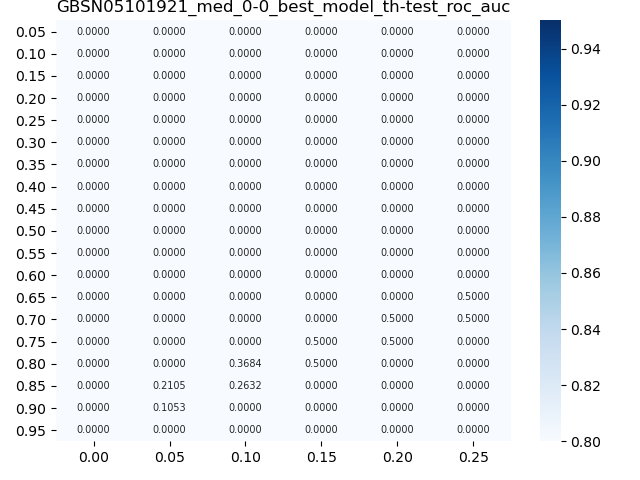 GBSN05101921_med_0-0_best_model_th-test_roc_auc
0.05 0.0000 0.0000 0.0000 0.0000 0.0000 0.0000
0.10 0.0000 0.0000 0.0000 0.0000 0.0000 0.0000
0.15 0.0000 0.0000 0.0000 0.0000 0.0000 0.0000
0.20 0.0000 0.0000 0.0000 0.0000 0.0000 0.0000
0.25 0.0000 0.0000 0.0000 0.0000 0.0000 0.0000
0.30 0.0000 0.0000 0.0000 0.0000 0.0000 0.0000
0.35 0.0000 0.0000 0.0000 0.0000 0.0000 0.0000
0.40 0.0000 0.0000 0.0000 0.0000 0.0000 0.0000
0.45 0.0000 0.0000 0.0000 0.0000 0.0000 0.0000
0.50 0.0000 0.0000 0.0000 0.0000 0.0000 0.0000
0.55 0.0000 0.0000 0.0000 0.0000 0.0000 0.0000
0.60 0.0000 0.0000 0.0000 0.0000 0.0000 0.0000
0.65 0.0000 0.0000 0.0000 0.0000 0.0000 0.5000
0.70 0.0000 0.0000 0.0000 0.0000 0.5000 0.5000
0.75 0.0000 0.0000 0.0000 0.5000 0.5000 0.0000
0.80 0.0000 0.0000 0.3684 0.5000 0.0000 0.0000
0.85 0.0000 0.2105 0.2632 0.0000 0.0000 0.0000
0.90 0.0000 0.1053 0.0000 0.0000 0.0000 0.0000
0.95 0.0000 0.0000 0.0000 0.0000 0.0000 0.0000
0.00 0.05 0.10 0.15 0.20 0.25
0.94
0.92
0.90
0.88
0.86
0.84
0.82
0.80